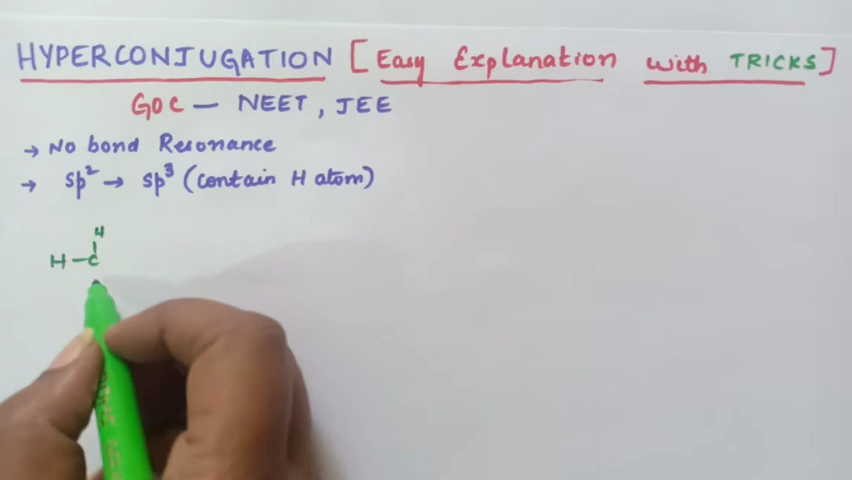 HYPERCONJUGATION [Easy Explanation with TRICKS]
GOC — NEET, JEE
→ No bond Resonance
→ sp² → sp³ (contain H atom)
H
H - C